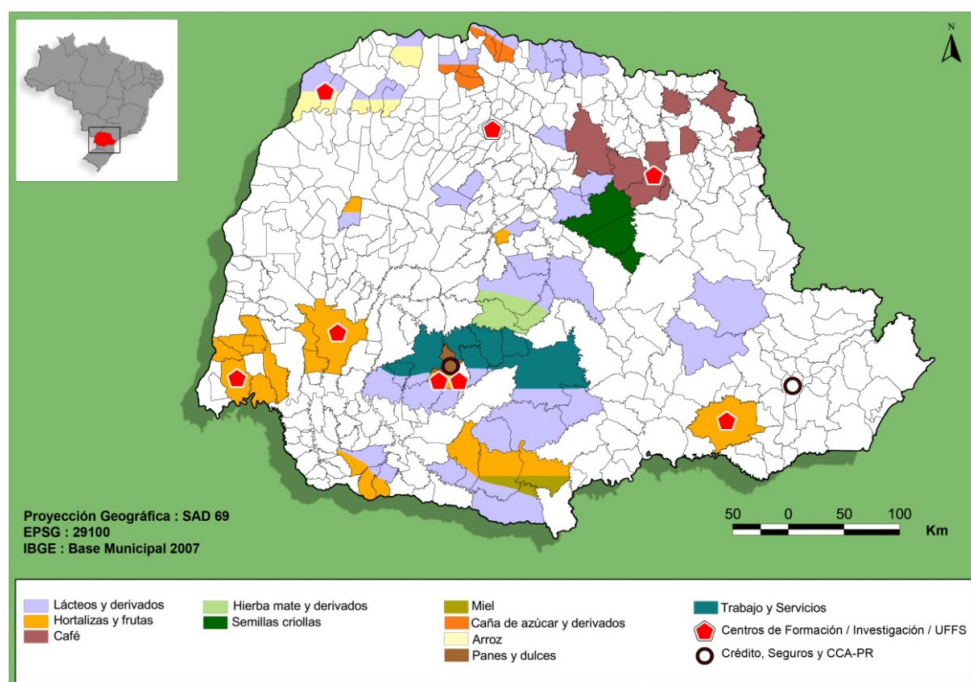 N
Proyección Geográfica : SAD 69
EPSG : 29100
IBGE : Base Municipal 2007
50 0 50 100
Km
Lácteos y derivados
Hortalizas y frutas
Café
Hierba mate y derivados
Semillas criollas
Miel
Caña de azúcar y derivados
Arroz
Panes y dulces
Trabajo y Servicios
Centros de Formación / Investigación / UFFS
Crédito, Seguros y CCA-PR